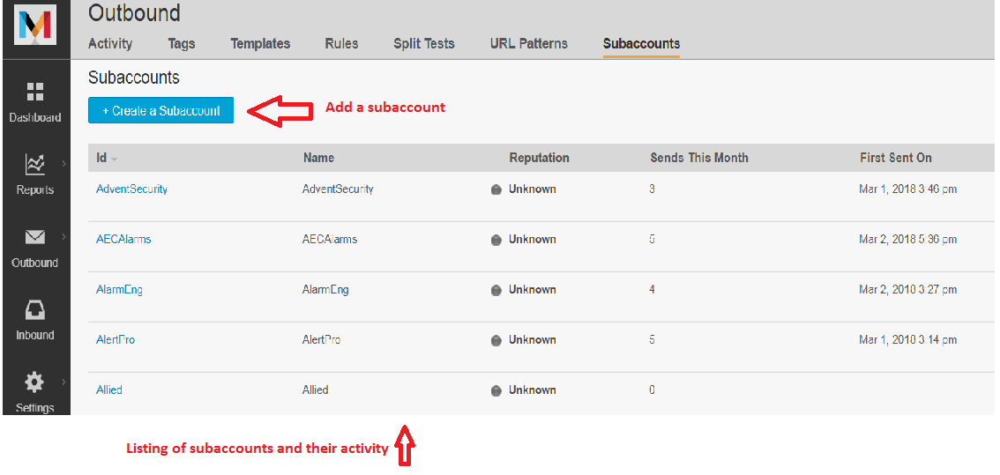 Outbound
Activity Tags Templates Rules Split Tests URL Patterns Subaccounts
Subaccounts
+ Create a Subaccount
Add a subaccount
Dashboard
Reports
Outbound
Inbound
Settings
Id Name Reputation Sends This Month First Sent On
AdventSecurity AdventSecurity Unknown 3 Mar 1, 2018 3:46 pm
AECAlarms AECAlarms Unknown 5 Mar 2, 2018 5:36 pm
AlarmEng AlarmEng Unknown 4 Mar 2, 2018 3:27 pm
AlertPro AlertPro Unknown 5 Mar 1, 2018 3:14 pm
Allied Allied Unknown 0
Listing of subaccounts and their activity